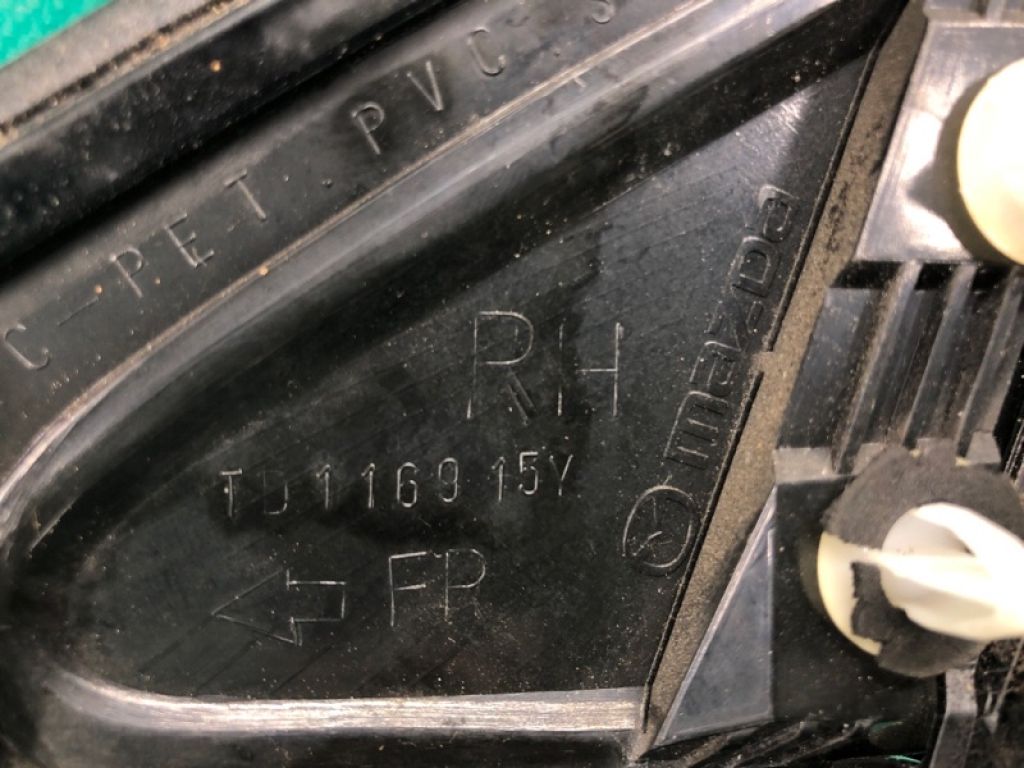 C-PET. PVC
RH
mazda
TD11 69 15Y
FR